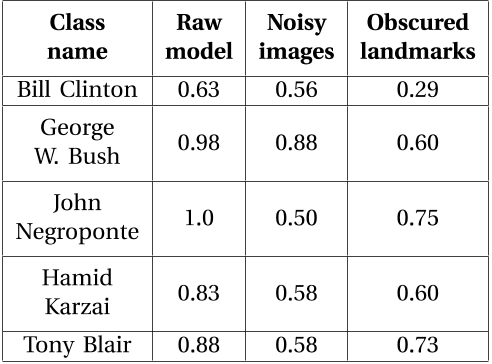 Class name Raw model Noisy images Obscured landmarks
Bill Clinton 0.63 0.56 0.29
George W. Bush 0.98 0.88 0.60
John Negroponte 1.0 0.50 0.75
Hamid Karzai 0.83 0.58 0.60
Tony Blair 0.88 0.58 0.73